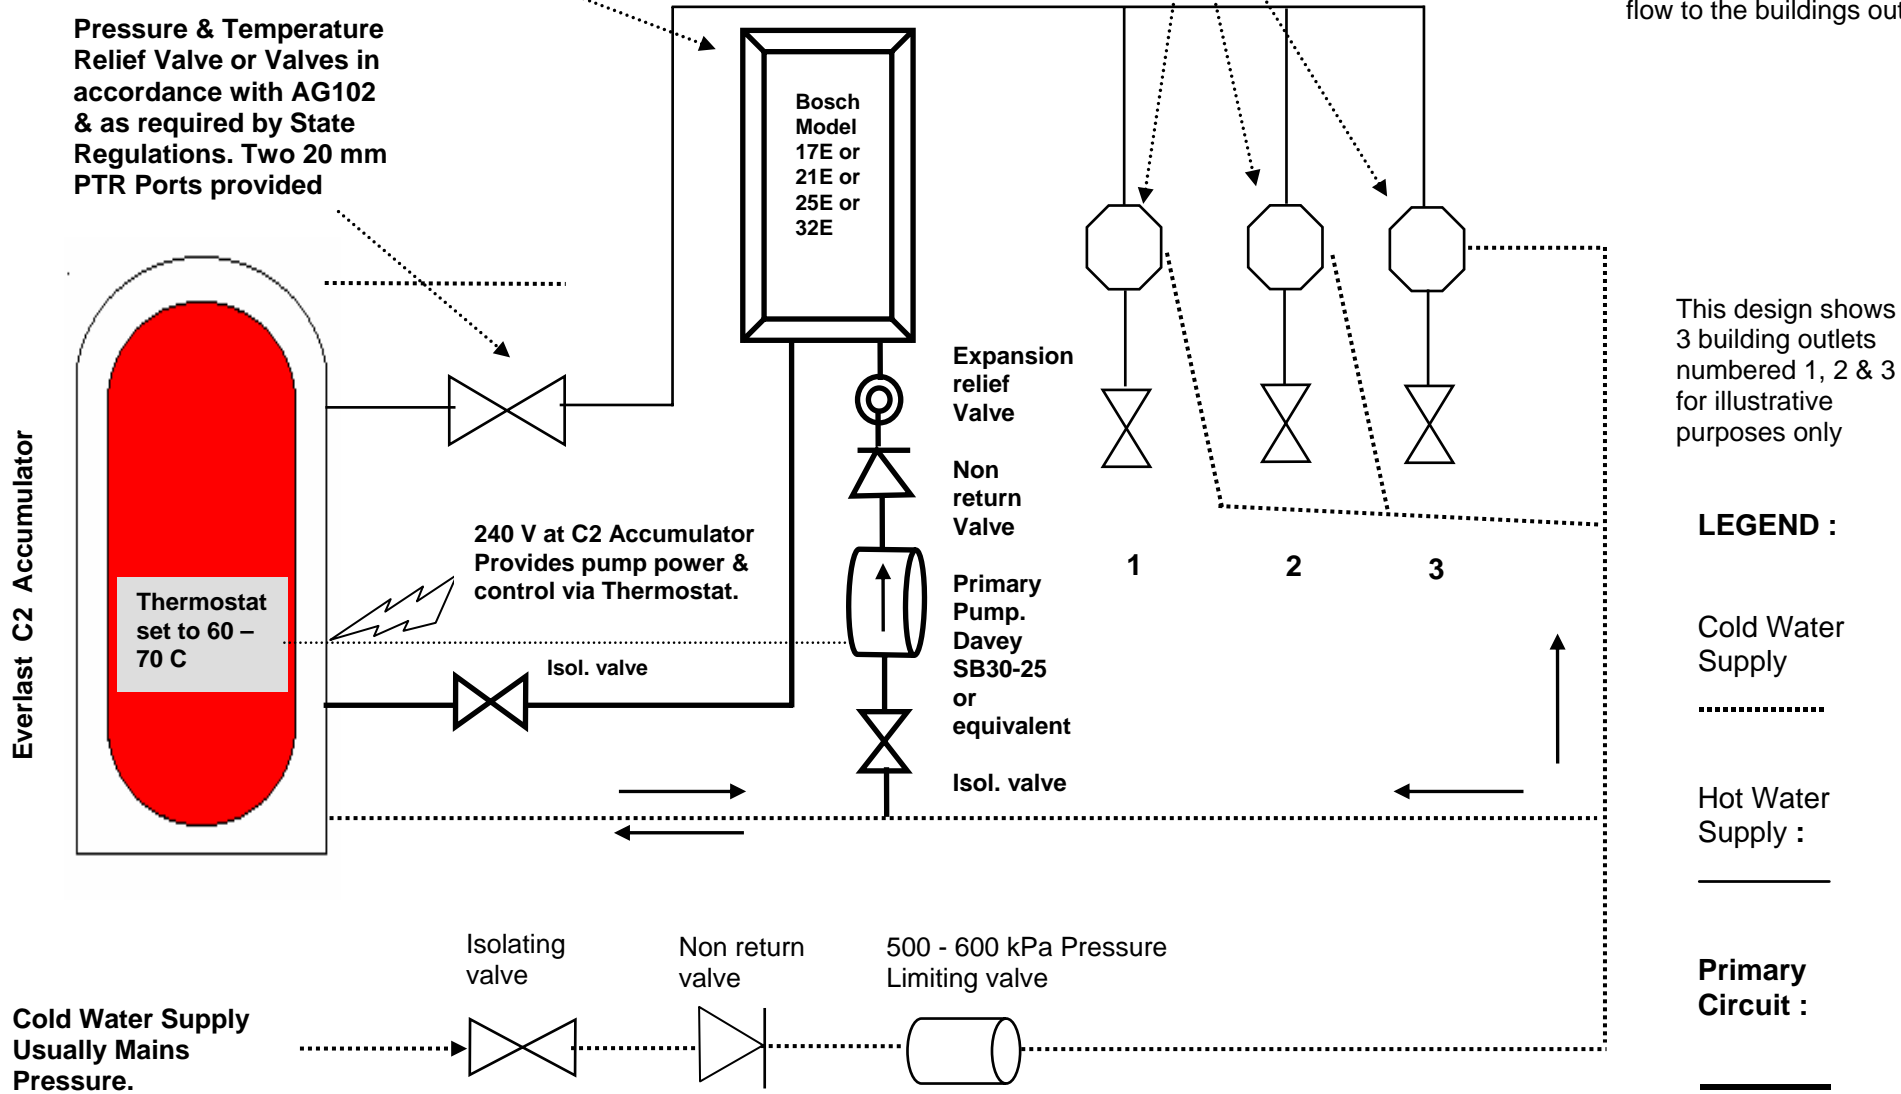 flow to the buildings out
Pressure & Temperature
Relief Valve or Valves in
accordance with AG102
& as required by State
Regulations. Two 20 mm
PTR Ports provided
Bosch
Model
17E or
21E or
25E or
32E
This design shows
3 building outlets
numbered 1, 2 & 3
for illustrative
purposes only
Expansion
relief
Valve
Non
return
Valve
Everlast C2 Accumulator
240 V at C2 Accumulator
Provides pump power &
control via Thermostat.
1
2
3
LEGEND :
Thermostat
set to 60 –
70 C
Isol. valve
Primary
Pump.
Davey
SB30-25
or
equivalent
Isol. valve
Cold Water
Supply
Hot Water
Supply :
Primary
Circuit :
Isolating
valve
Non return
valve
500 - 600 kPa Pressure
Limiting valve
Cold Water Supply
Usually Mains
Pressure.